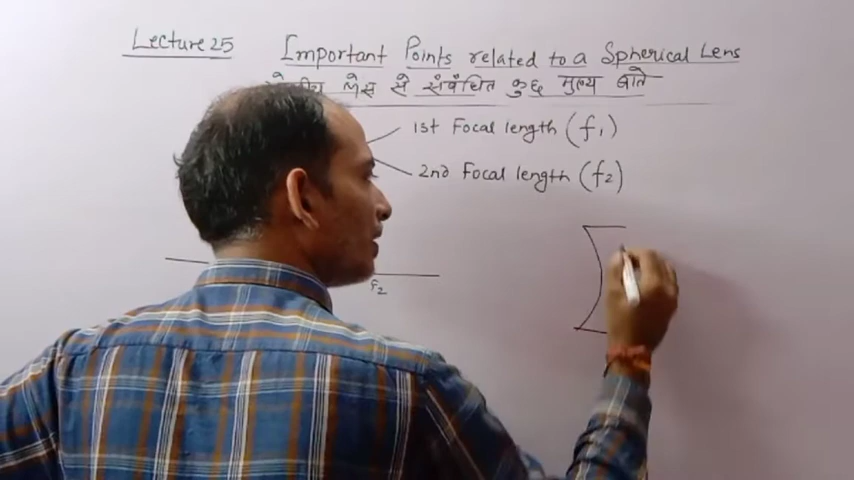 Lecture 25 Important Points related to a Spherical Lens
लेंस से संबंधित कुछ मुख्य बाते
1st Focal length (f1)
2nd Focal length (f2)
F2